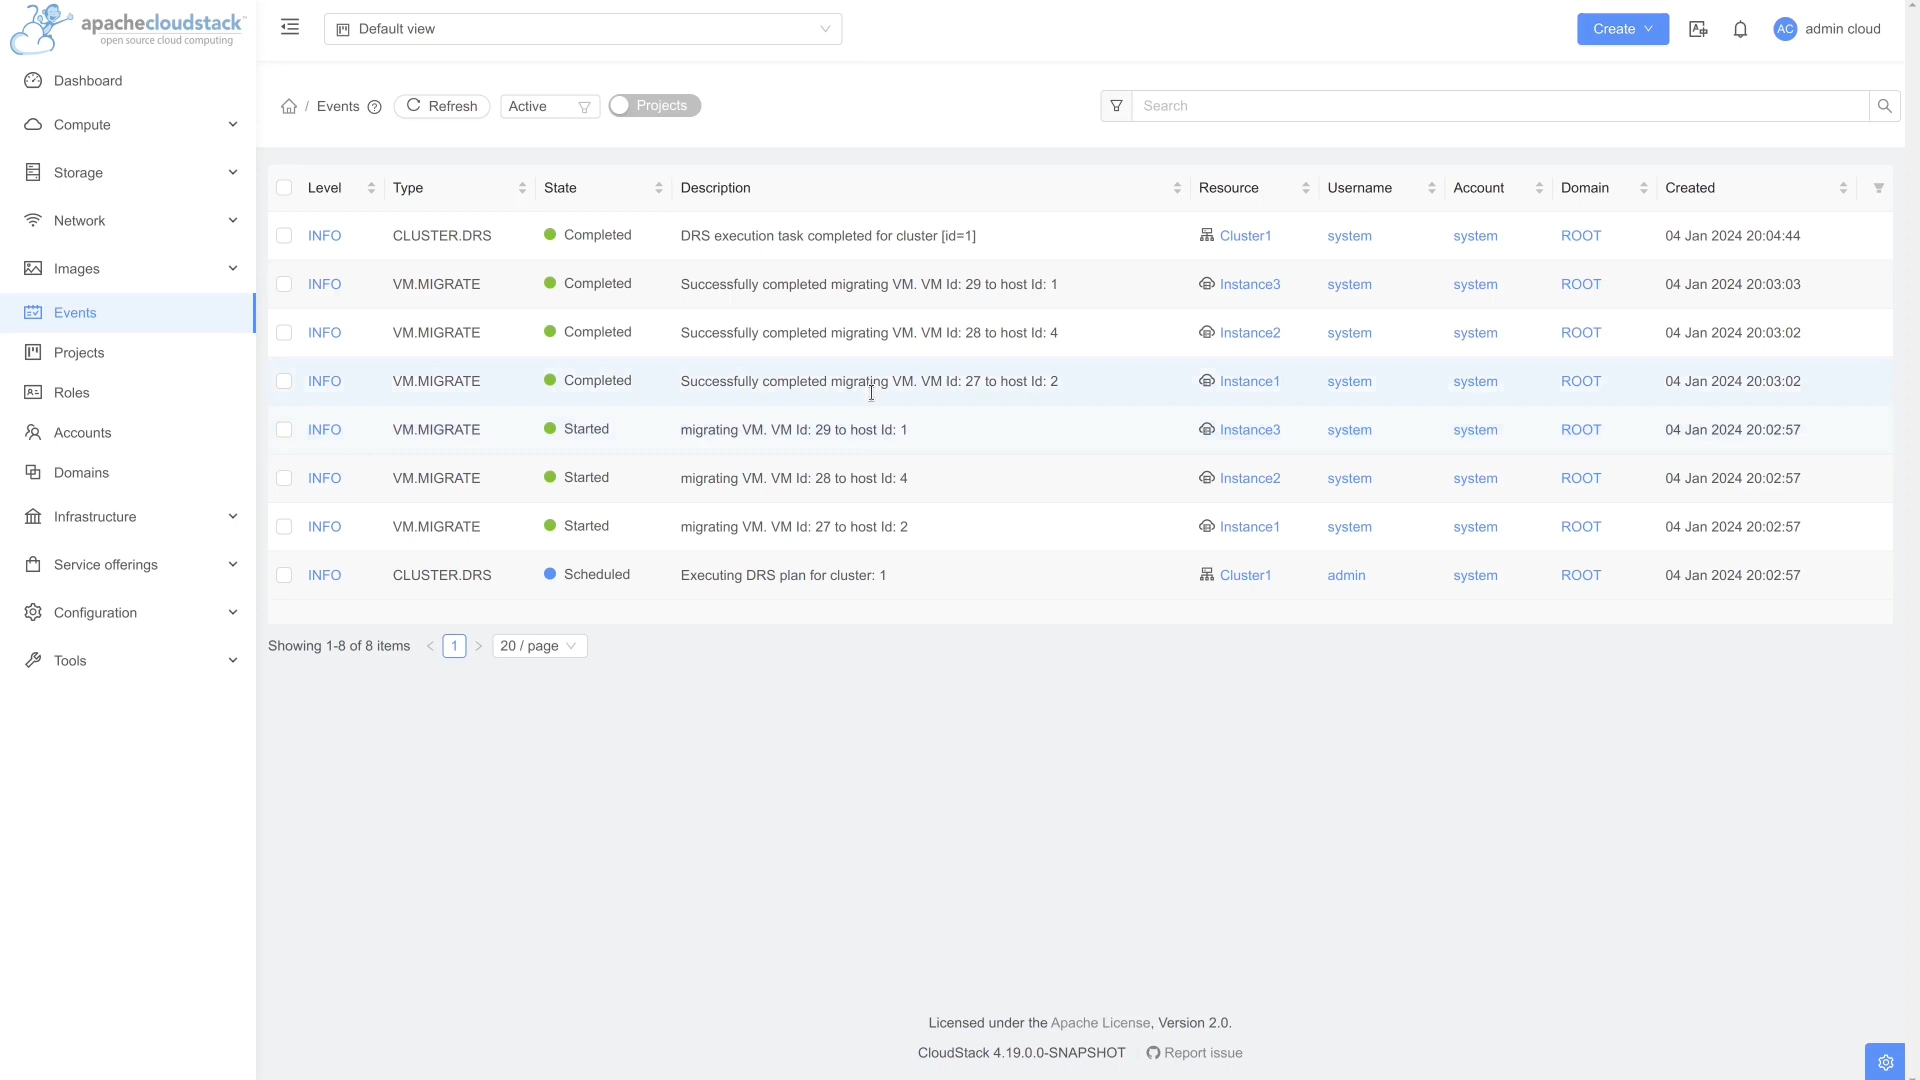 apachecloudstack™
open source cloud computing
Default view
Create
AC admin cloud
Dashboard
Compute
Storage
Network
Images
Events
Projects
Roles
Accounts
Domains
Infrastructure
Service offerings
Configuration
Tools
/ Events Refresh Active Projects Search
Level Type State Description Resource Username Account Domain Created
INFO CLUSTER.DRS Completed DRS execution task completed for cluster [id=1] Cluster1 system system ROOT 04 Jan 2024 20:04:44
INFO VM.MIGRATE Completed Successfully completed migrating VM. VM Id: 29 to host Id: 1 Instance3 system system ROOT 04 Jan 2024 20:03:03
INFO VM.MIGRATE Completed Successfully completed migrating VM. VM Id: 28 to host Id: 4 Instance2 system system ROOT 04 Jan 2024 20:03:02
INFO VM.MIGRATE Completed Successfully completed migrating VM. VM Id: 27 to host Id: 2 Instance1 system system ROOT 04 Jan 2024 20:03:02
INFO VM.MIGRATE Started migrating VM. VM Id: 29 to host Id: 1 Instance3 system system ROOT 04 Jan 2024 20:02:57
INFO VM.MIGRATE Started migrating VM. VM Id: 28 to host Id: 4 Instance2 system system ROOT 04 Jan 2024 20:02:57
INFO VM.MIGRATE Started migrating VM. VM Id: 27 to host Id: 2 Instance1 system system ROOT 04 Jan 2024 20:02:57
INFO CLUSTER.DRS Scheduled Executing DRS plan for cluster: 1 Cluster1 admin system ROOT 04 Jan 2024 20:02:57
Showing 1-8 of 8 items < 1 > 20 / page
Licensed under the Apache License, Version 2.0.
CloudStack 4.19.0.0-SNAPSHOT Report issue